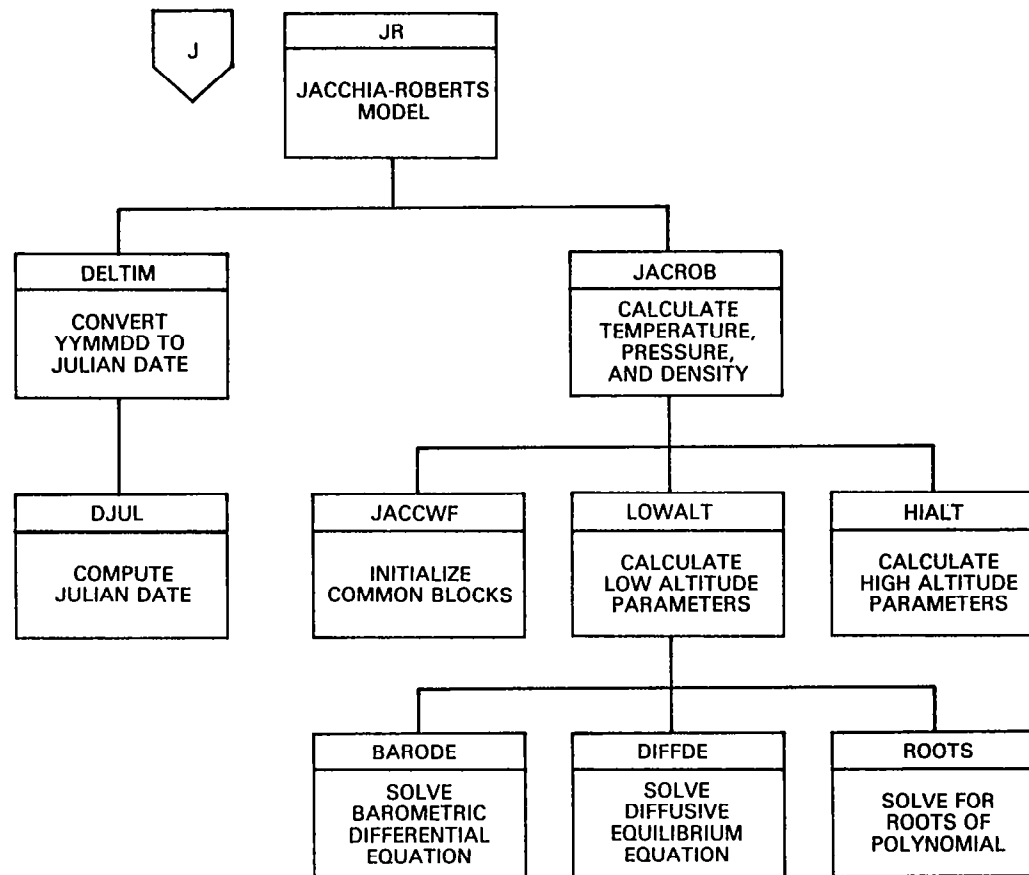 J
JR
JACCHIA-ROBERTS
MODEL
DELTIM
CONVERT
YYMMDD TO
JULIAN DATE
JACROB
CALCULATE
TEMPERATURE,
PRESSURE,
AND DENSITY
DJUL
COMPUTE
JULIAN DATE
JACCWF
INITIALIZE
COMMON BLOCKS
LOWALT
CALCULATE
LOW ALTITUDE
PARAMETERS
HIALT
CALCULATE
HIGH ALTITUDE
PARAMETERS
BARODE
SOLVE
BAROMETRIC
DIFFERENTIAL
EQUATION
DIFFDE
SOLVE
DIFFUSIVE
EQUILIBRIUM
EQUATION
ROOTS
SOLVE FOR
ROOTS OF
POLYNOMIAL